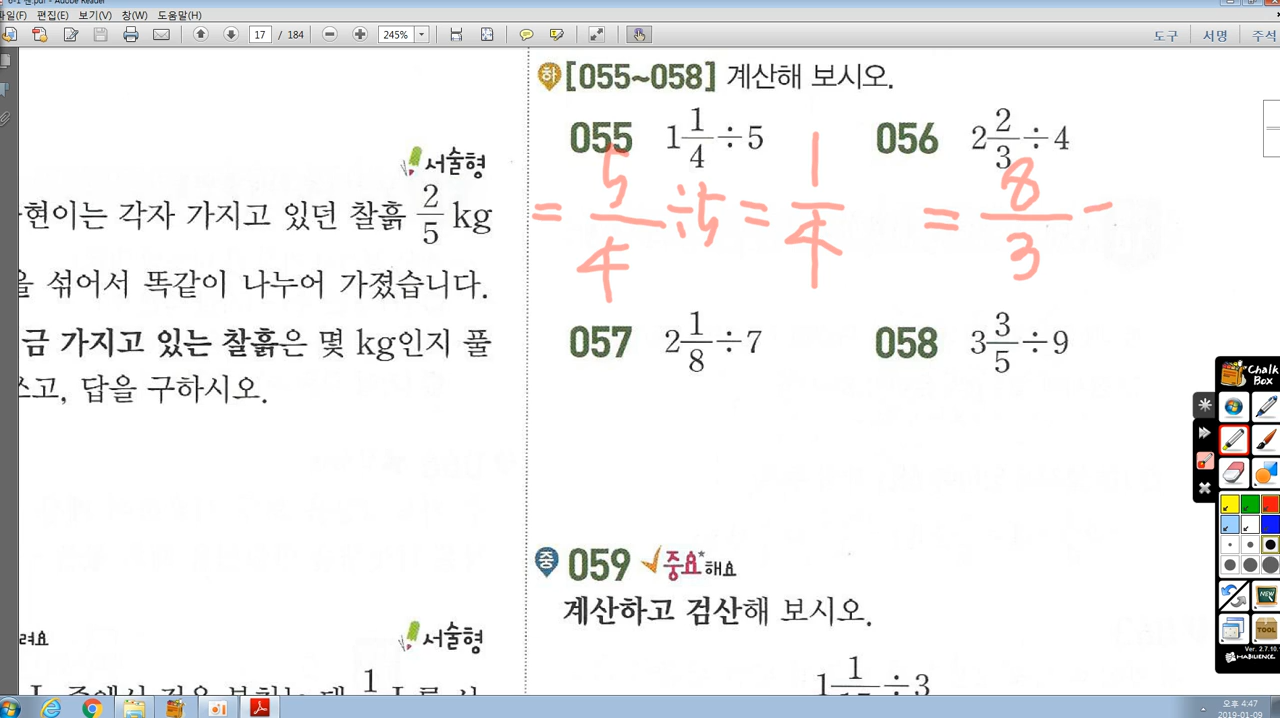 6-1 센.pdf - Adobe Reader
파일(F) 편집(E) 보기(V) 창(W) 도움말(H)
17 / 184 245% 도구 서명 주석
서술형
현이는 각자 가지고 있던 찰흙 2/5 kg
을 섞어서 똑같이 나누어 가졌습니다.
금 가지고 있는 찰흙은 몇 kg인지 풀
쓰고, 답을 구하시오.
려요
서술형
하 [055~058] 계산해 보시오.
055 1 1/4 ÷ 5
056 2 2/3 ÷ 4
= 5/4 ÷ 5 = 1/4
= 8/3 -
057 2 1/8 ÷ 7
058 3 3/5 ÷ 9
중 059 중요*해요
계산하고 검산해 보시오.
÷3
Chalk Box
NEW
TOOL
Ver. 2.7.10.
HABILIENCE
오후 4:47
2019-01-09